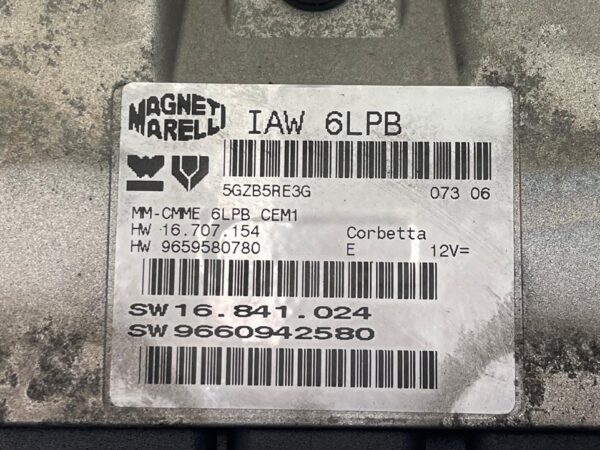 MAGNETI
MARELLI
IAW 6LPB
5GZB5RE3G 073 06
MM-CMME 6LPB CEM1
HW 16.707.154 Corbetta
HW 9659580780 E 12V=
SW 16.841.024
SW 9660942580